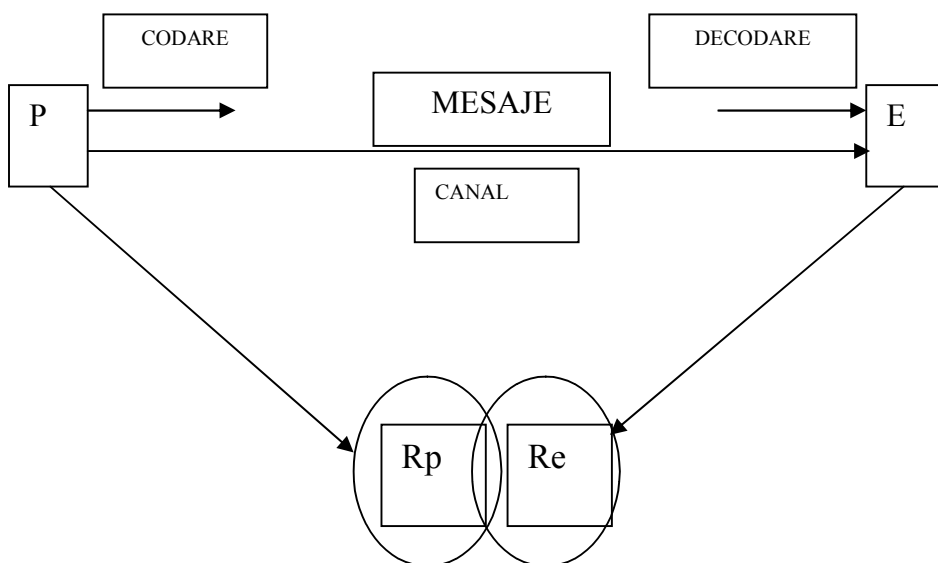 CODARE
DECODARE
P
MESAJE
E
CANAL
Rp
Re